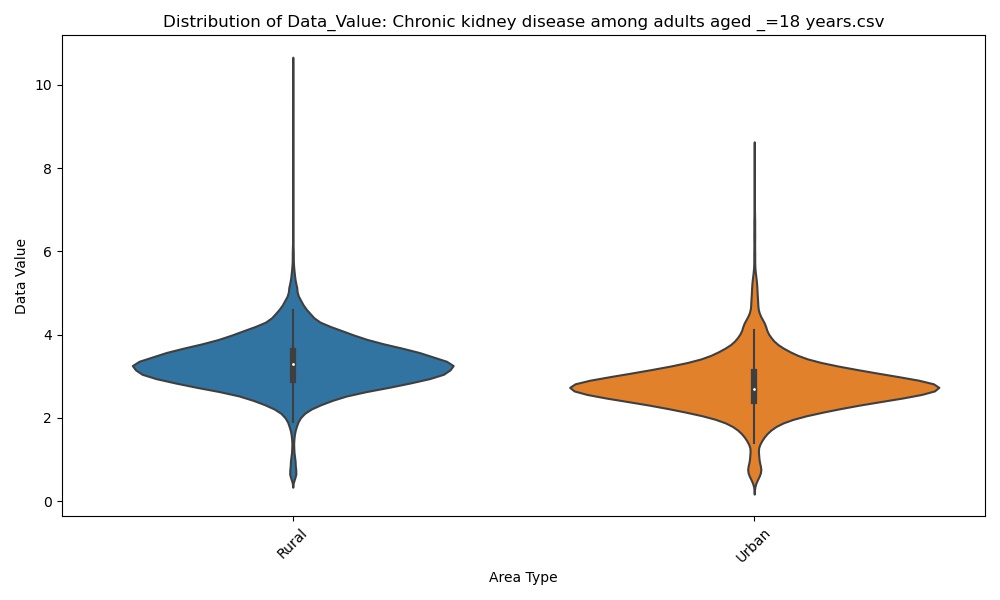 Distribution of Data_Value: Chronic kidney disease among adults aged _=18 years.csv
Data Value
10
8
6
4
2
0
Rural
Urban
Area Type